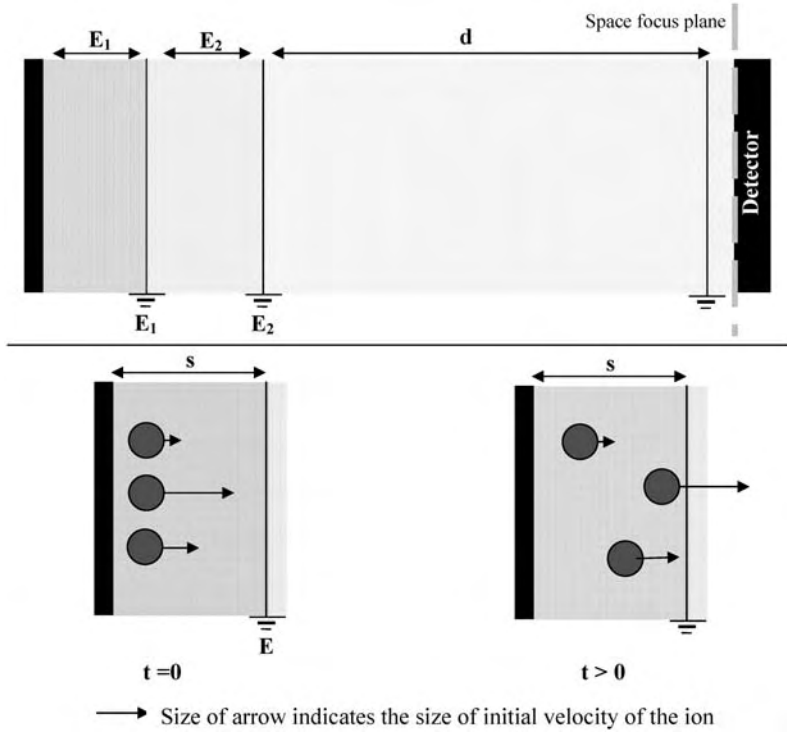 Space focus plane
E₁ E₂ d
Detector
E₁ E₂
s s
E
t =0 t > 0
Size of arrow indicates the size of initial velocity of the ion